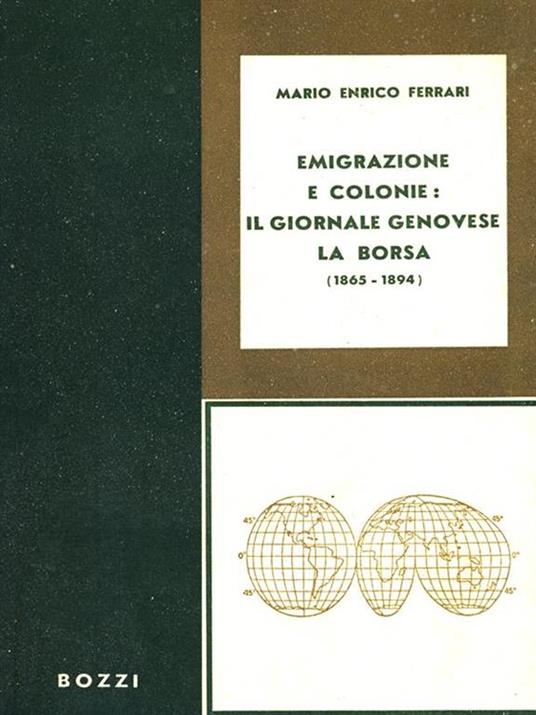 MARIO ENRICO FERRARI
EMIGRAZIONE
E COLONIE:
IL GIORNALE GENOVESE
LA BORSA
(1865-1894)
45°
45°
0°
0°
45°
45°
BOZZI